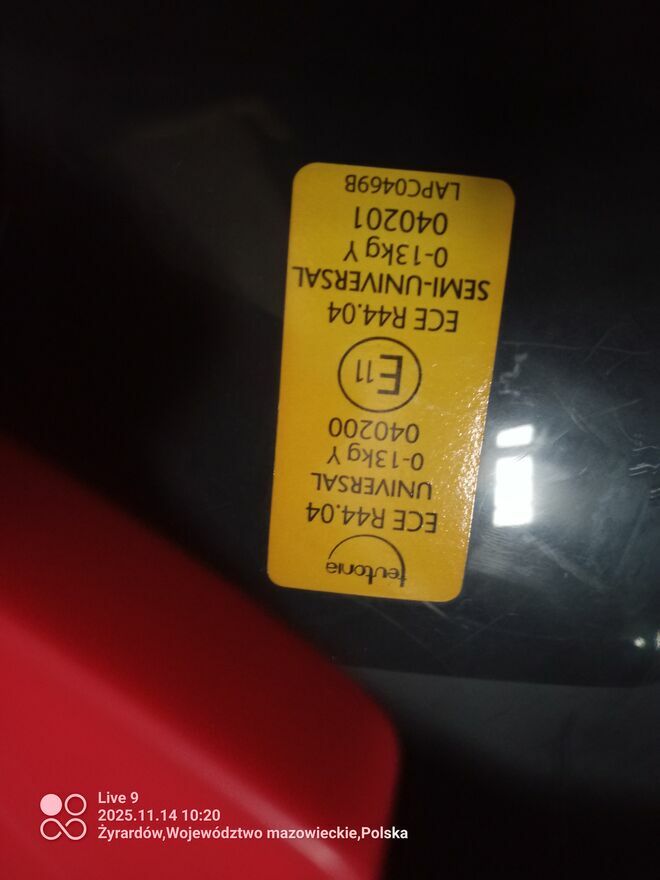 teutonia
ECE R44.04
UNIVERSAL
0-13kg Y
040200
E11
ECE R44.04
SEMI-UNIVERSAL
0-13kg Y
040201
LAPC0469B
Live 9
2025.11.14 10:20
Żyrardów,Województwo mazowieckie,Polska